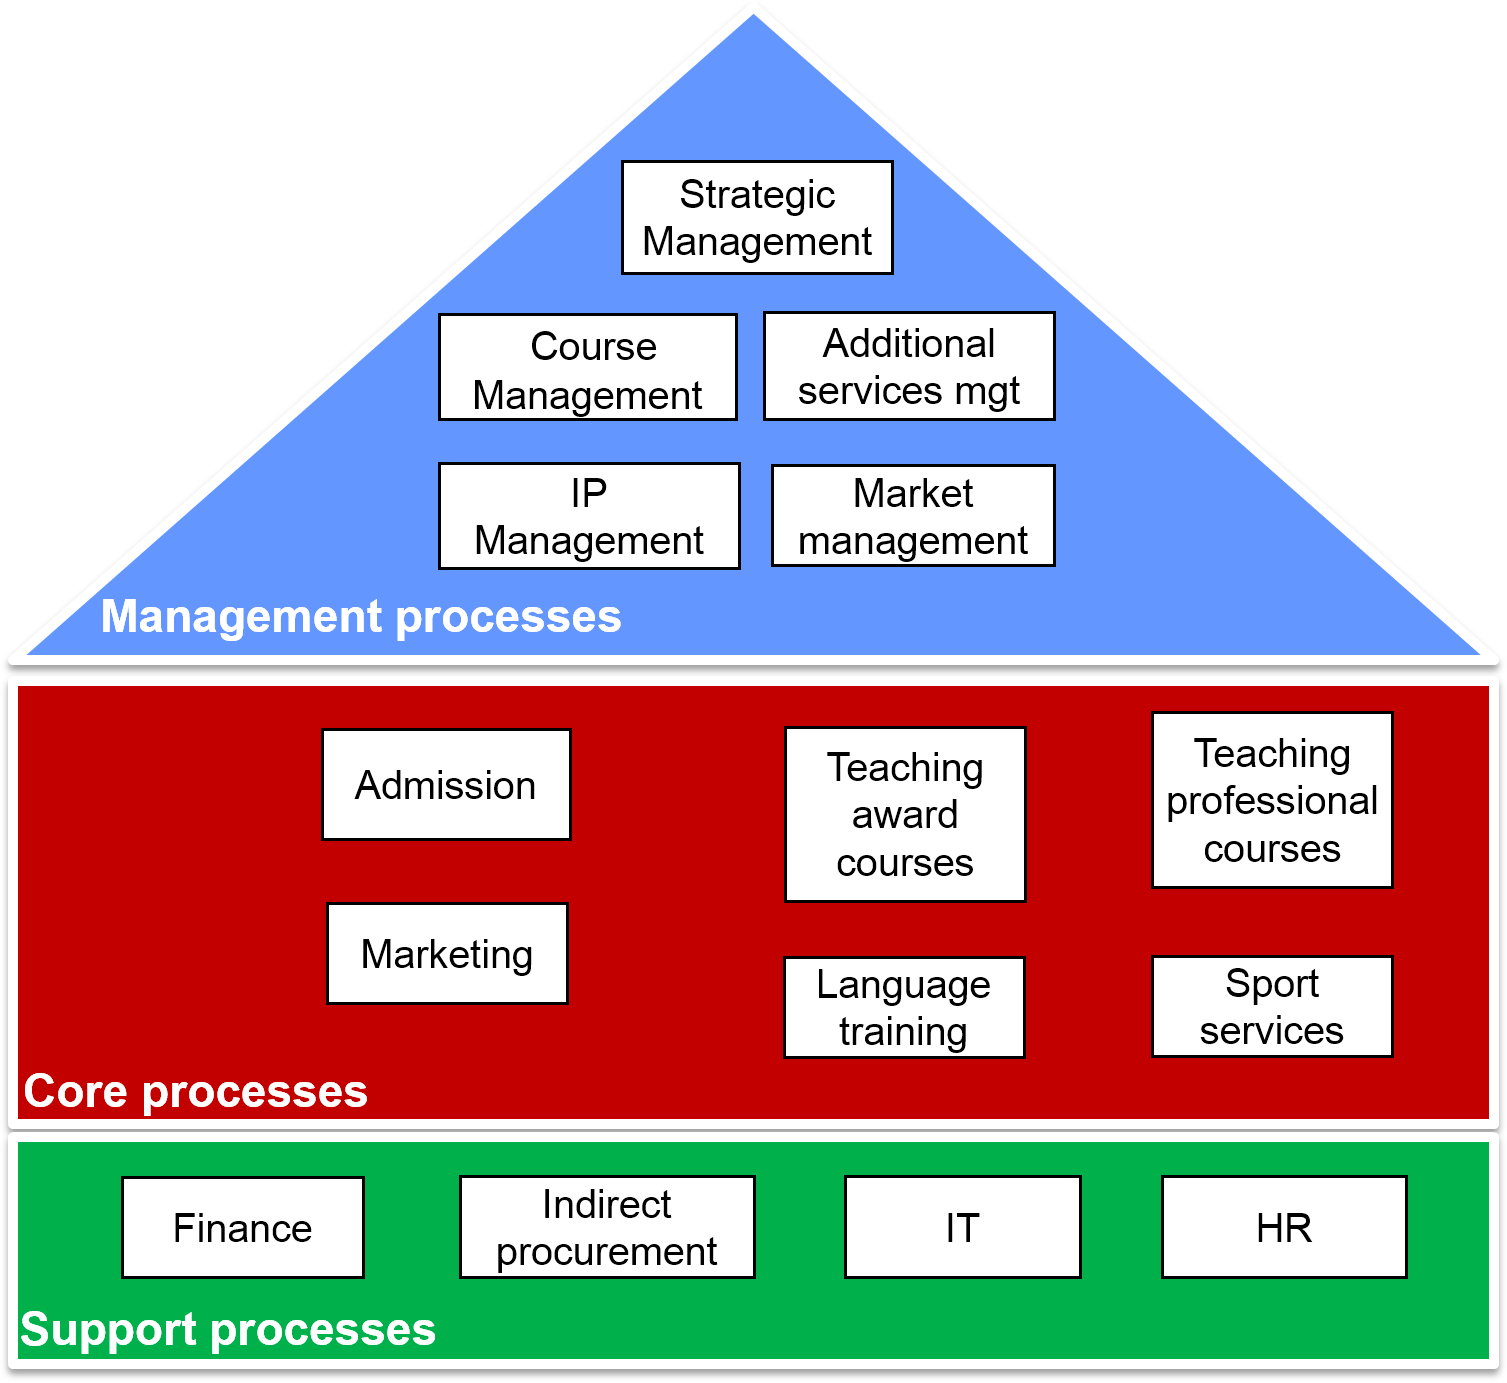 Strategic
Management
Course
Management
Additional
services mgt
IP
Management
Market
management
Management processes
Admission
Teaching
award
courses
Teaching
professional
courses
Marketing
Language
training
Sport
services
Core processes
Finance
Indirect
procurement
IT
HR
Support processes